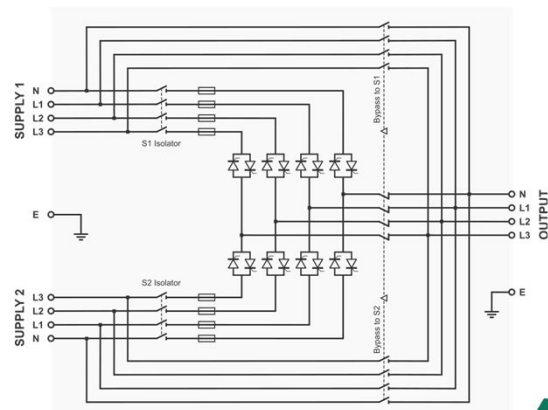 SUPPLY 1
N
L1
L2
L3
S1 Isolator
Bypass to S1
E
N
L1
L2
L3
OUTPUT
E
SUPPLY 2
L3
L2
L1
N
S2 Isolator
Bypass to S2